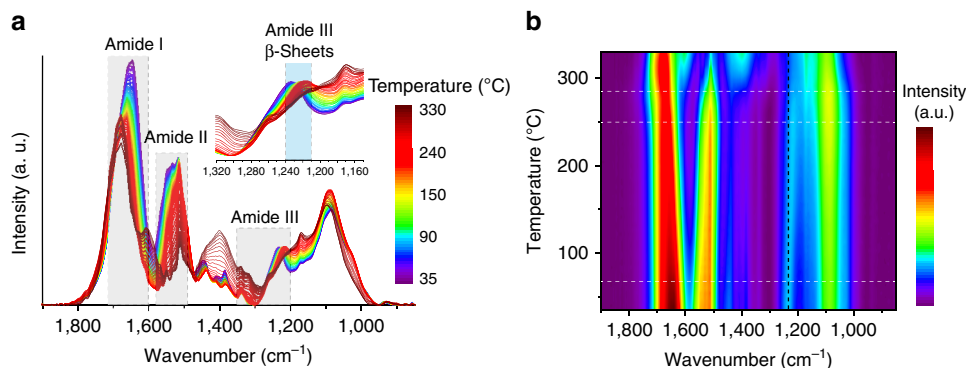 a
Amide I
Amide II
Amide III
β-Sheets
Temperature (°C)
330
240
150
90
35
1,320 1,280 1,240 1,200 1,160
Amide III
Intensity (a. u.)
1,800 1,600 1,400 1,200 1,000
Wavenumber (cm⁻¹)
b
Temperature (°C)
300
200
100
1,800 1,600 1,400 1,200 1,000
Wavenumber (cm⁻¹)
Intensity
(a.u.)